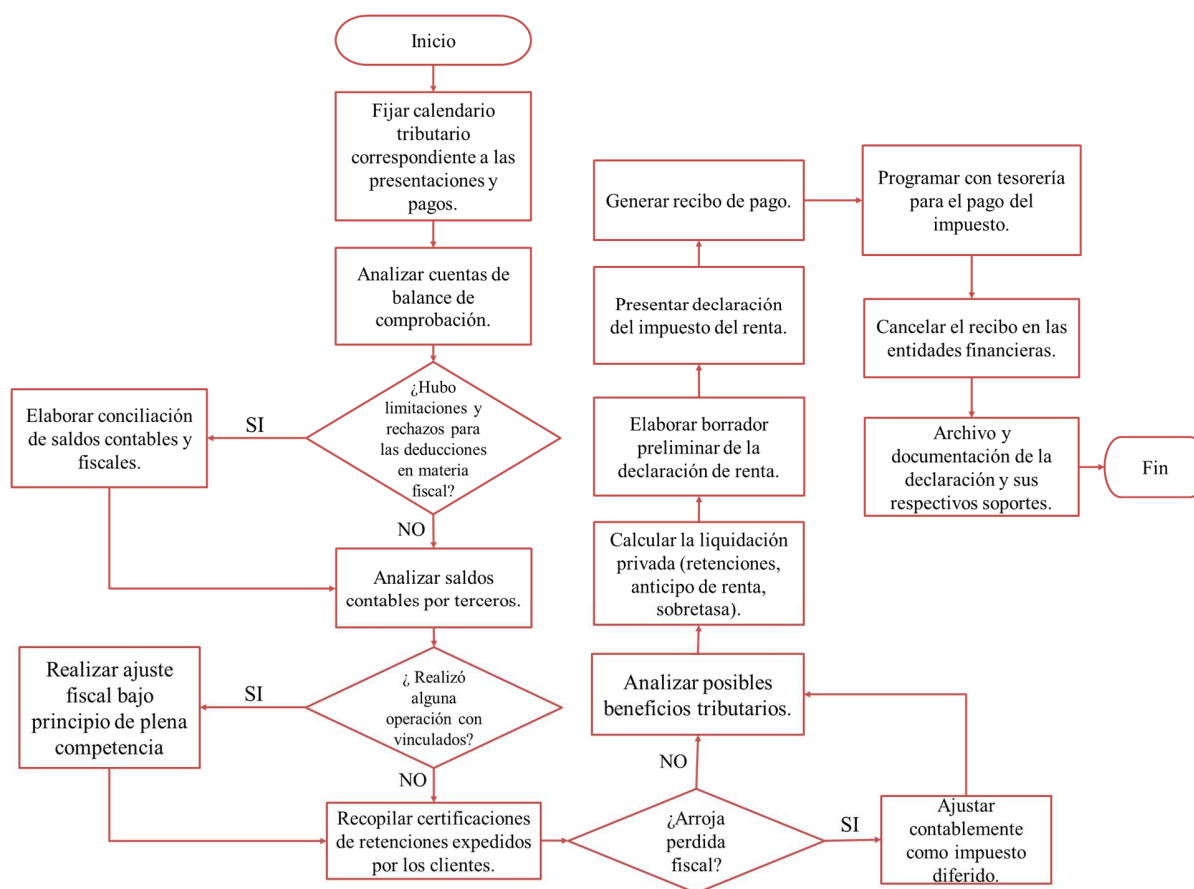 Inicio
Fijar calendario
tributario
correspondiente a las
presentaciones y
pagos.
Analizar cuentas de
balance de
comprobación.
¿Hubo
limitaciones y
rechazos para
las deducciones
en materia
fiscal?
SI
Elaborar conciliación
de saldos contables y
fiscales.
NO
Analizar saldos
contables por terceros.
¿ Realizó
alguna
operación con
vinculados?
SI
Realizar ajuste
fiscal bajo
principio de plena
competencia
NO
Recopilar certificaciones
de retenciones expedidos
por los clientes.
¿Arroja
perdida
fiscal?
SI
Ajustar
contablemente
como impuesto
diferido.
NO
Analizar posibles
beneficios tributarios.
Calcular la liquidación
privada (retenciones,
anticipo de renta,
sobretasa).
Elaborar borrador
preliminar de la
declaración de renta.
Presentar declaración
del impuesto del renta.
Generar recibo de pago.
Programar con tesorería
para el pago del
impuesto.
Cancelar el recibo en las
entidades financieras.
Archivo y
documentación de la
declaración y sus
respectivos soportes.
Fin